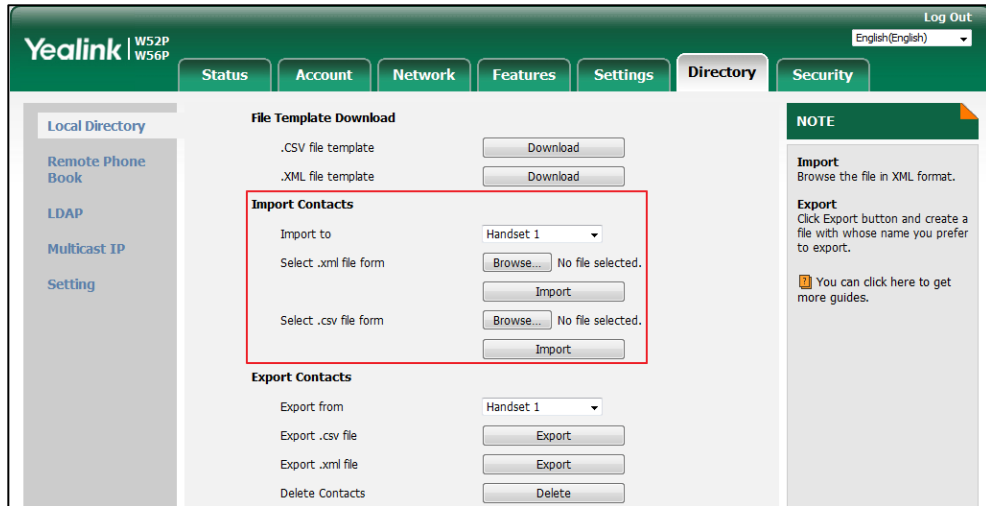 Log Out
Yealink | W52P
W56P
English(English)
Status Account Network Features Settings Directory Security
Local Directory
Remote Phone
Book
LDAP
Multicast IP
Setting
File Template Download
.CSV file template Download
.XML file template Download
Import Contacts
Import to Handset 1
Select .xml file form Browse... No file selected.
Import
Select .csv file form Browse... No file selected.
Import
Export Contacts
Export from Handset 1
Export .csv file Export
Export .xml file Export
Delete Contacts Delete
NOTE
Import
Browse the file in XML format.
Export
Click Export button and create a
file with whose name you prefer
to export.
You can click here to get
more guides.